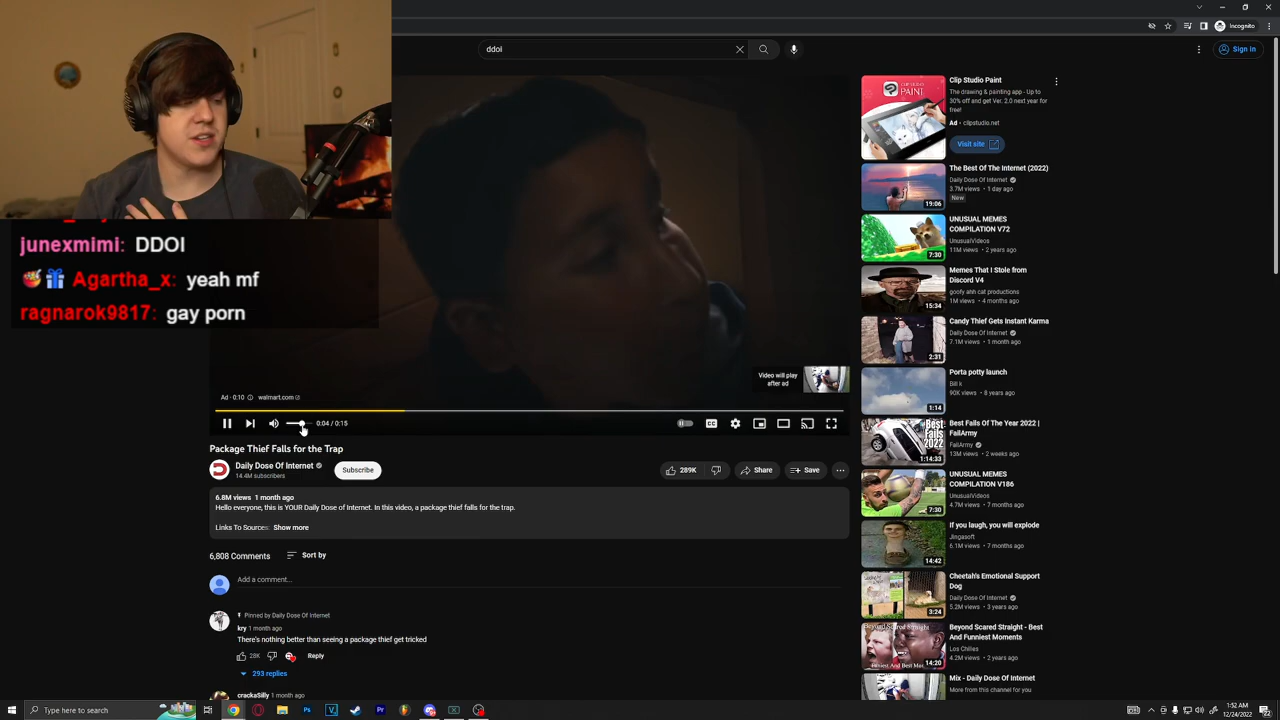 Incognito
ddoi
Sign in
junexmimi: DDOI
Agartha_x: yeah mf
ragnarok9817: gay porn
Video will play
after ad
Ad · 0:10
walmart.com
0:04 / 0:15
Package Thief Falls for the Trap
Daily Dose Of Internet
14.4M subscribers
Subscribe
289K
Share
Save
6.8M views 1 month ago
Hello everyone, this is YOUR Daily Dose of Internet. In this video, a package thief falls for the trap.
Links To Sources: Show more
6,808 Comments
Sort by
Add a comment...
Pinned by Daily Dose Of Internet
kry 1 month ago
There's nothing better than seeing a package thief get tricked
28K
Reply
293 replies
crackaSilly 1 month ago
CLIP STUDIO
PAINT
Clip Studio Paint
The drawing & painting app - Up to
30% off and get Ver. 2.0 next year for
free!
Ad · clipstudio.net
Visit site
19:06
The Best Of The Internet (2022)
Daily Dose Of Internet
3.7M views · 1 day ago
New
7:30
UNUSUAL MEMES
COMPILATION V72
UnusualVideos
11M views · 2 years ago
15:34
Memes That I Stole from
Discord V4
goofy ahh cat productions
1M views · 4 months ago
2:31
Candy Thief Gets Instant Karma
Daily Dose Of Internet
7.1M views · 1 month ago
1:14
Porta potty launch
Bill k
90K views · 8 years ago
Best
Fails
2022
1:14:33
Best Fails Of The Year 2022 |
FailArmy
FailArmy
13M views · 2 weeks ago
7:30
UNUSUAL MEMES
COMPILATION V186
UnusualVideos
4.7M views · 7 months ago
14:42
If you laugh, you will explode
Jingasoft
6.1M views · 7 months ago
3:24
Cheetah's Emotional Support
Dog
Daily Dose Of Internet
5.2M views · 3 years ago
Beyond Scared Straight
14:20
Beyond Scared Straight - Best
And Funniest Moments
Los Chilies
4.2M views · 2 years ago
Mix - Daily Dose Of Internet
More from this channel for you
Type here to search
1:52 AM
12/24/2022